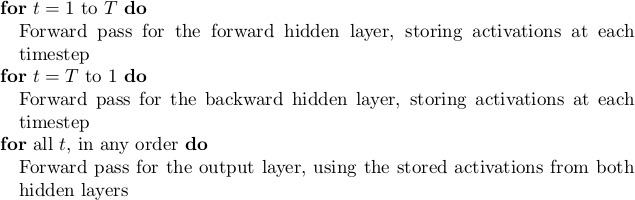 for t = 1 to T do
Forward pass for the forward hidden layer, storing activations at each
timestep
for t = T to 1 do
Forward pass for the backward hidden layer, storing activations at each
timestep
for all t, in any order do
Forward pass for the output layer, using the stored activations from both
hidden layers